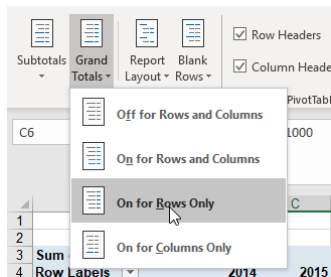 Subtotals Grand Totals Report Layout Blank Rows
Row Headers
Column Heade
PivotTab
Off for Rows and Columns
C6 1000
On for Rows and Columns
On for Rows Only
C
1
2
On for Columns Only
3 Sum
4 Row Labels 2014 2015